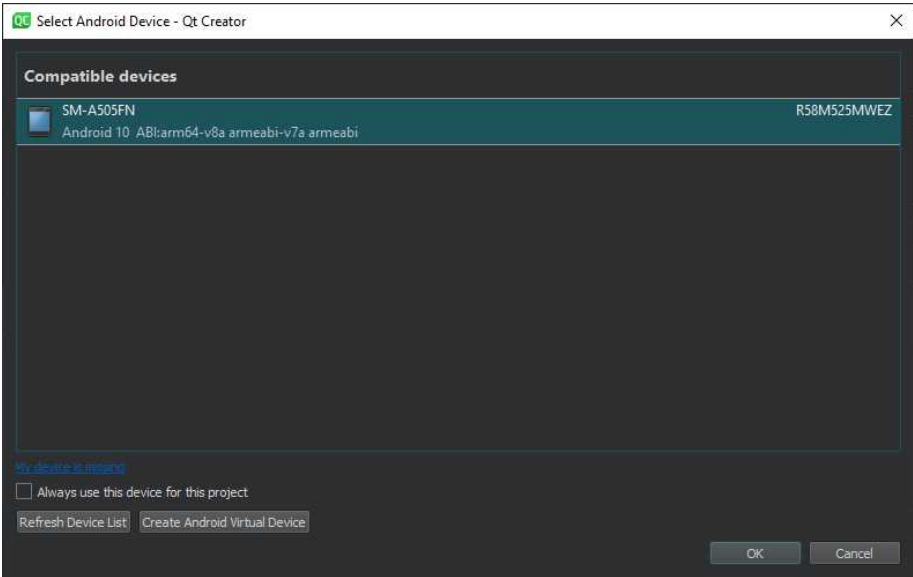 QC Select Android Device - Qt Creator
Compatible devices
SM-A505FN R58M525MWEZ
Android 10 ABI:arm64-v8a armeabi-v7a armeabi
My device is missing
Always use this device for this project
Refresh Device List Create Android Virtual Device
OK Cancel